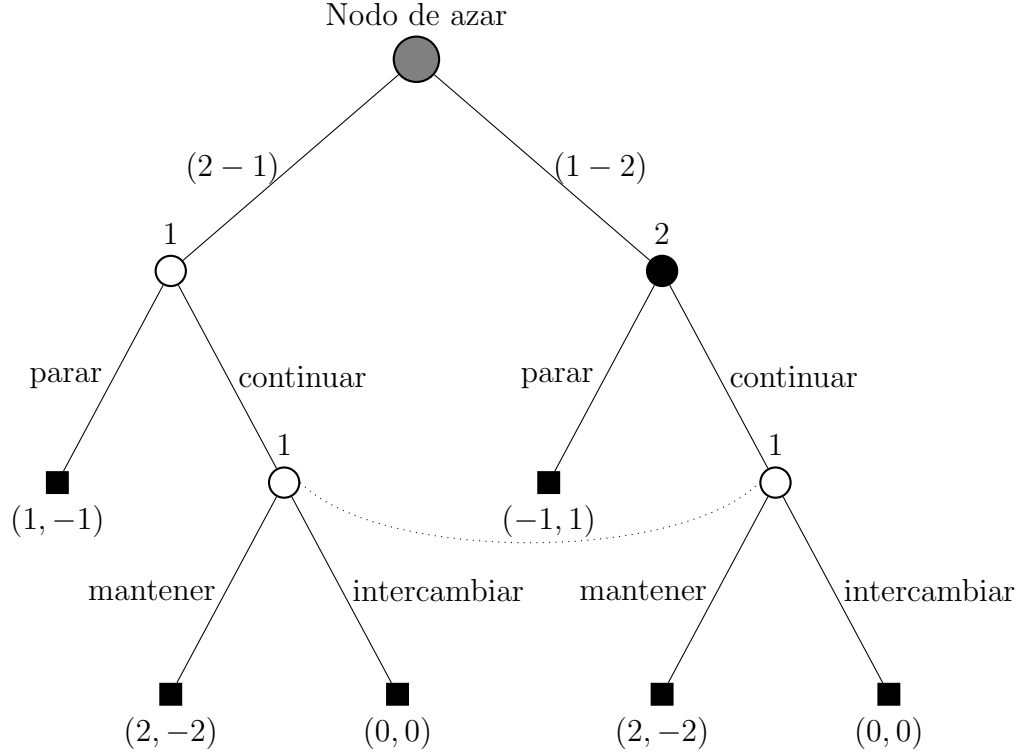 Nodo de azar
(2 − 1)
(1 − 2)
1
2
parar
continuar
parar
continuar
1
1
(1, −1)
(−1, 1)
mantener
intercambiar
mantener
intercambiar
(2, −2)
(0, 0)
(2, −2)
(0, 0)